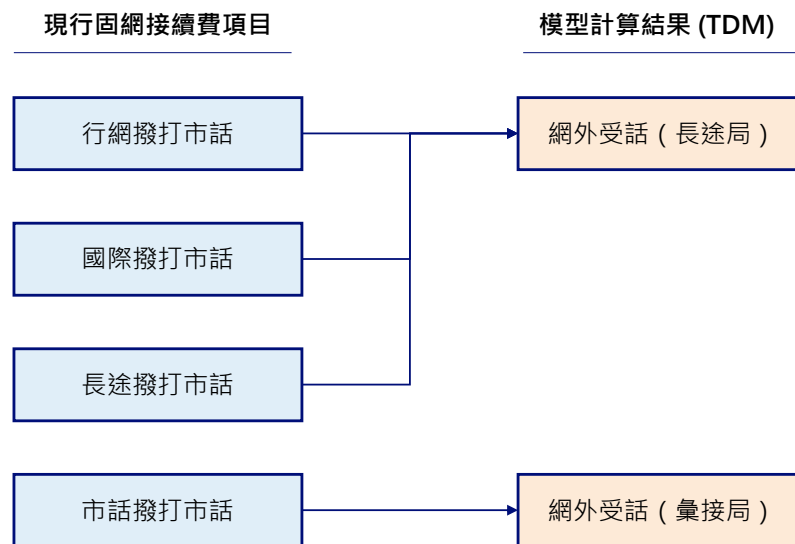 現行固網接續費項目
模型計算結果 (TDM)
行網撥打市話
網外受話（長途局）
國際撥打市話
長途撥打市話
市話撥打市話
網外受話（彙接局）